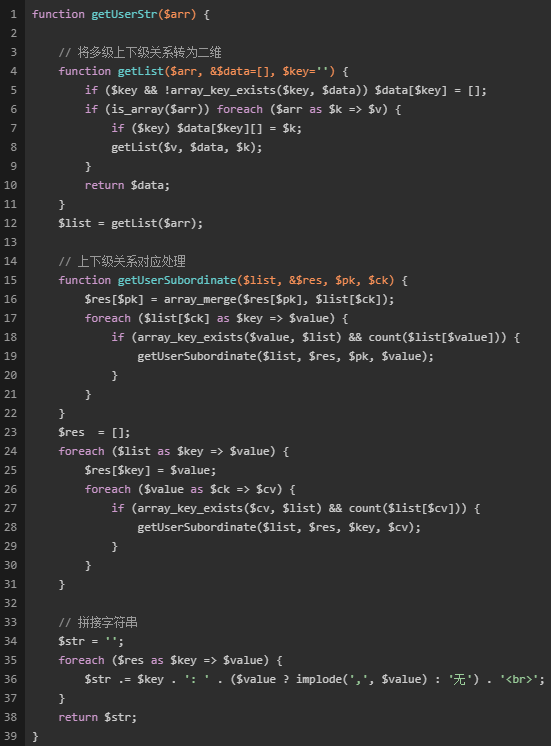 1 function getUserStr($arr) {
2
3     // 将多级上下级关系转为二维
4     function getList($arr, &$data=[], $key='') {
5         if ($key && !array_key_exists($key, $data)) $data[$key] = [];
6         if (is_array($arr)) foreach ($arr as $k => $v) {
7             if ($key) $data[$key][] = $k;
8             getList($v, $data, $k);
9         }
10         return $data;
11     }
12     $list = getList($arr);
13
14     // 上下级关系对应处理
15     function getUserSubordinate($list, &$res, $pk, $ck) {
16         $res[$pk] = array_merge($res[$pk], $list[$ck]);
17         foreach ($list[$ck] as $key => $value) {
18             if (array_key_exists($value, $list) && count($list[$value])) {
19                 getUserSubordinate($list, $res, $pk, $value);
20             }
21         }
22     }
23     $res  = [];
24     foreach ($list as $key => $value) {
25         $res[$key] = $value;
26         foreach ($value as $ck => $cv) {
27             if (array_key_exists($cv, $list) && count($list[$cv])) {
28                 getUserSubordinate($list, $res, $key, $cv);
29             }
30         }
31     }
32
33     // 拼接字符串
34     $str = '';
35     foreach ($res as $key => $value) {
36         $str .= $key . ': ' . ($value ? implode(',', $value) : '无') . '<br>';
37     }
38     return $str;
39 }